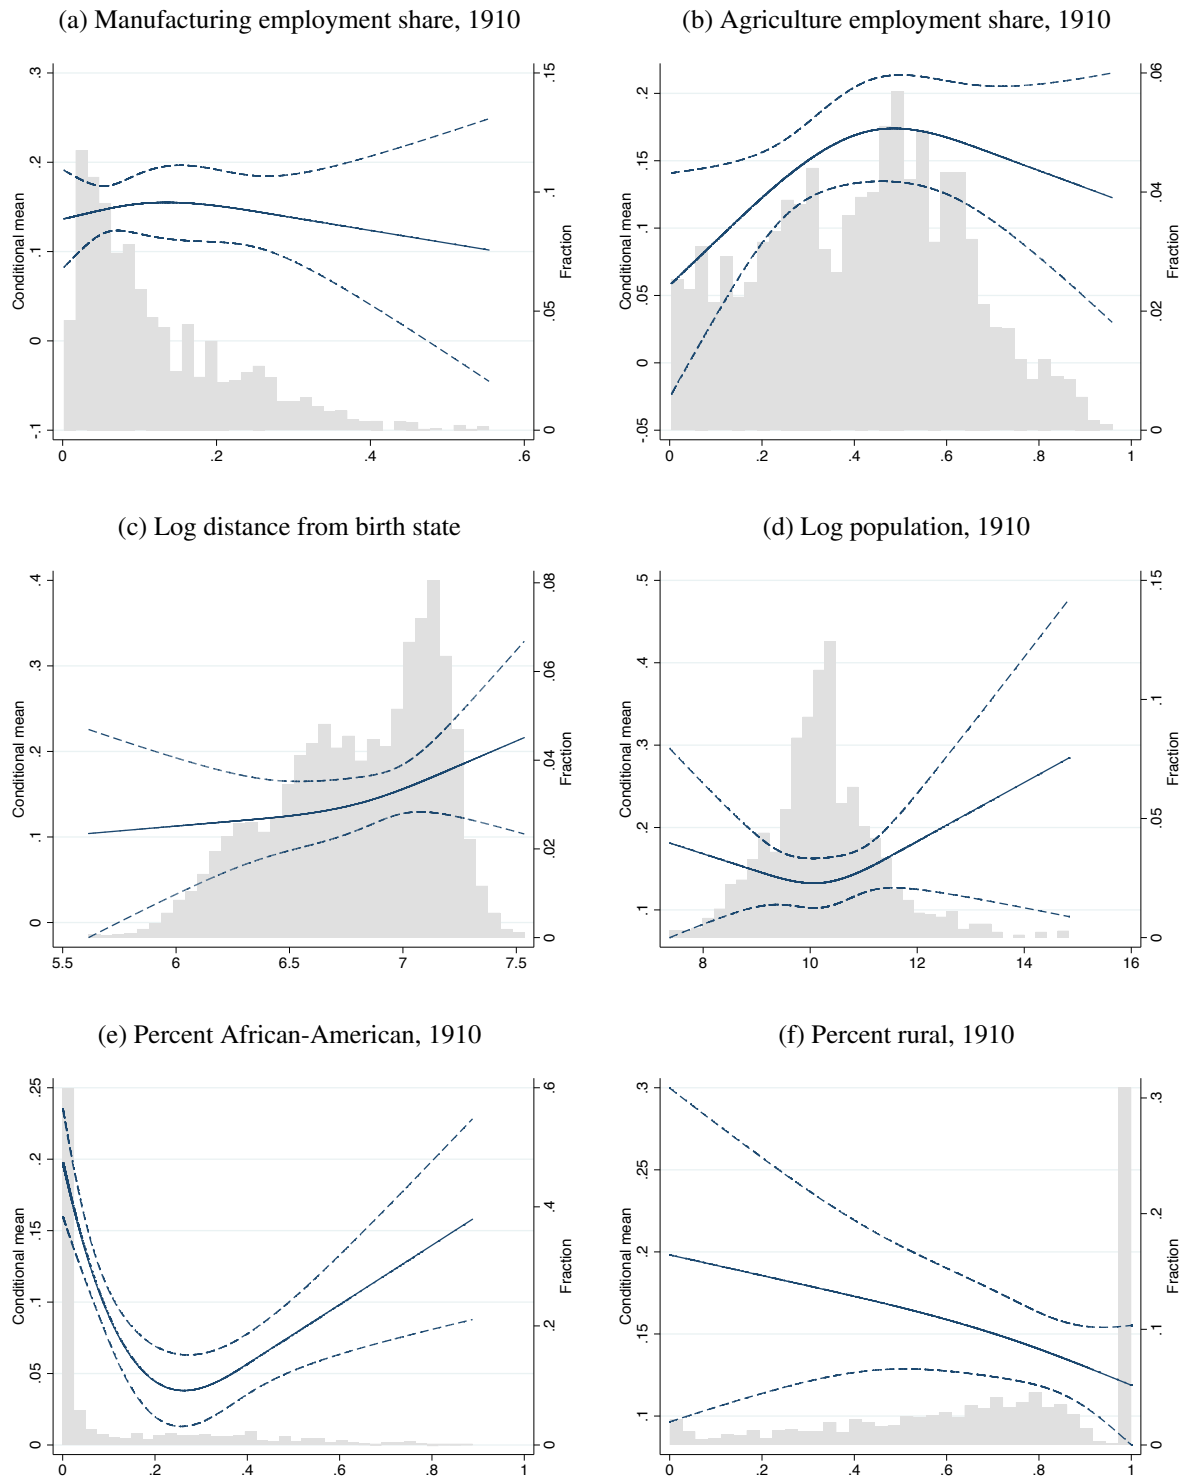 (a) Manufacturing employment share, 1910
Conditional mean
.3
.2
.1
0
-.1
.15
.1
.05
0
Fraction
0 .2 .4 .6
(b) Agriculture employment share, 1910
Conditional mean
.2
.15
.1
.05
0
-.05
.06
.04
.02
0
Fraction
0 .2 .4 .6 .8 1
(c) Log distance from birth state
Conditional mean
.4
.3
.2
.1
0
.08
.06
.04
.02
0
Fraction
5.5 6 6.5 7 7.5
(d) Log population, 1910
Conditional mean
.5
.4
.3
.2
.1
.15
.1
.05
0
Fraction
8 10 12 14 16
(e) Percent African-American, 1910
Conditional mean
.25
.2
.15
.1
.05
0
.6
.4
.2
0
Fraction
0 .2 .4 .6 .8 1
(f) Percent rural, 1910
Conditional mean
.3
.25
.2
.15
.1
.3
.2
.1
0
Fraction
0 .2 .4 .6 .8 1